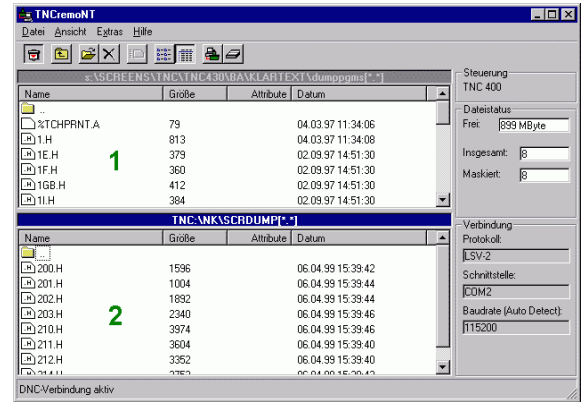 TNCremoNT
Datei Ansicht Extras Hilfe
s:\SCREENS\TNC\TNC430\BA\KLARTEXT\dumppgms[*.*]
Name Größe Attribute Datum
..
%TCHPRNT.A 79 04.03.97 11:34:06
1.H 813 04.03.97 11:34:08
1E.H 379 02.09.97 14:51:30
1F.H 360 02.09.97 14:51:30
1GB.H 412 02.09.97 14:51:30
1I.H 384 02.09.97 14:51:30
1
TNC:\NK\SCRDUMP[*.*]
Name Größe Attribute Datum
..
200.H 1596 06.04.99 15:39:42
201.H 1004 06.04.99 15:39:44
202.H 1892 06.04.99 15:39:44
203.H 2340 06.04.99 15:39:46
210.H 3974 06.04.99 15:39:46
211.H 3604 06.04.99 15:39:40
212.H 3352 06.04.99 15:39:40
2
Steuerung
TNC 400
Dateistatus
Frei: 899 MByte
Insgesamt: 8
Maskiert: 8
Verbindung
Protokoll:
LSV-2
Schnittstelle:
COM2
Baudrate (Auto Detect):
115200
DNC-Verbindung aktiv